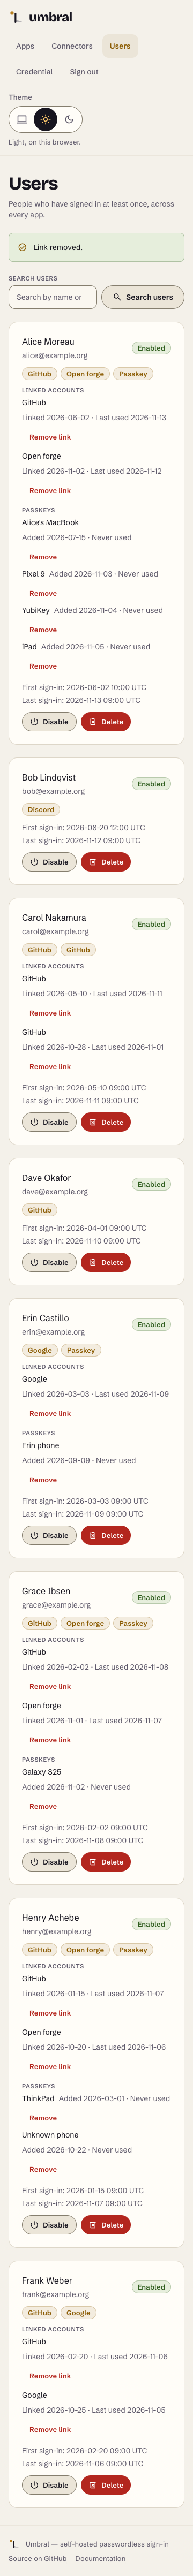 umbral
Apps
Connectors
Users
Credential
Sign out
Theme
Light, on this browser.
Users
People who have signed in at least once, across
every app.
Link removed.
SEARCH USERS
Search by name or
Search users
Alice Moreau
alice@example.org
Enabled
GitHub
Open forge
Passkey
LINKED ACCOUNTS
GitHub
Linked 2026-06-02 · Last used 2026-11-13
Remove link
Open forge
Linked 2026-11-02 · Last used 2026-11-12
Remove link
PASSKEYS
Alice's MacBook
Added 2026-07-15 · Never used
Remove
Pixel 9 Added 2026-11-03 · Never used
Remove
YubiKey Added 2026-11-04 · Never used
Remove
iPad Added 2026-11-05 · Never used
Remove
First sign-in: 2026-06-02 10:00 UTC
Last sign-in: 2026-11-13 09:00 UTC
Disable
Delete
Bob Lindqvist
bob@example.org
Enabled
Discord
First sign-in: 2026-08-20 12:00 UTC
Last sign-in: 2026-11-12 09:00 UTC
Disable
Delete
Carol Nakamura
carol@example.org
Enabled
GitHub
GitHub
LINKED ACCOUNTS
GitHub
Linked 2026-05-10 · Last used 2026-11-11
Remove link
GitHub
Linked 2026-10-28 · Last used 2026-11-01
Remove link
First sign-in: 2026-05-10 09:00 UTC
Last sign-in: 2026-11-11 09:00 UTC
Disable
Delete
Dave Okafor
dave@example.org
Enabled
GitHub
First sign-in: 2026-04-01 09:00 UTC
Last sign-in: 2026-11-10 09:00 UTC
Disable
Delete
Erin Castillo
erin@example.org
Enabled
Google
Passkey
LINKED ACCOUNTS
Google
Linked 2026-03-03 · Last used 2026-11-09
Remove link
PASSKEYS
Erin phone
Added 2026-09-09 · Never used
Remove
First sign-in: 2026-03-03 09:00 UTC
Last sign-in: 2026-11-09 09:00 UTC
Disable
Delete
Grace Ibsen
grace@example.org
Enabled
GitHub
Open forge
Passkey
LINKED ACCOUNTS
GitHub
Linked 2026-02-02 · Last used 2026-11-08
Remove link
Open forge
Linked 2026-11-01 · Last used 2026-11-07
Remove link
PASSKEYS
Galaxy S25
Added 2026-11-02 · Never used
Remove
First sign-in: 2026-02-02 09:00 UTC
Last sign-in: 2026-11-08 09:00 UTC
Disable
Delete
Henry Achebe
henry@example.org
Enabled
GitHub
Open forge
Passkey
LINKED ACCOUNTS
GitHub
Linked 2026-01-15 · Last used 2026-11-07
Remove link
Open forge
Linked 2026-10-20 · Last used 2026-11-06
Remove link
PASSKEYS
ThinkPad Added 2026-03-01 · Never used
Remove
Unknown phone
Added 2026-10-22 · Never used
Remove
First sign-in: 2026-01-15 09:00 UTC
Last sign-in: 2026-11-07 09:00 UTC
Disable
Delete
Frank Weber
frank@example.org
Enabled
GitHub
Google
LINKED ACCOUNTS
GitHub
Linked 2026-02-20 · Last used 2026-11-06
Remove link
Google
Linked 2026-10-25 · Last used 2026-11-05
Remove link
First sign-in: 2026-02-20 09:00 UTC
Last sign-in: 2026-11-06 09:00 UTC
Disable
Delete
Umbral — self-hosted passwordless sign-in
Source on GitHub
Documentation